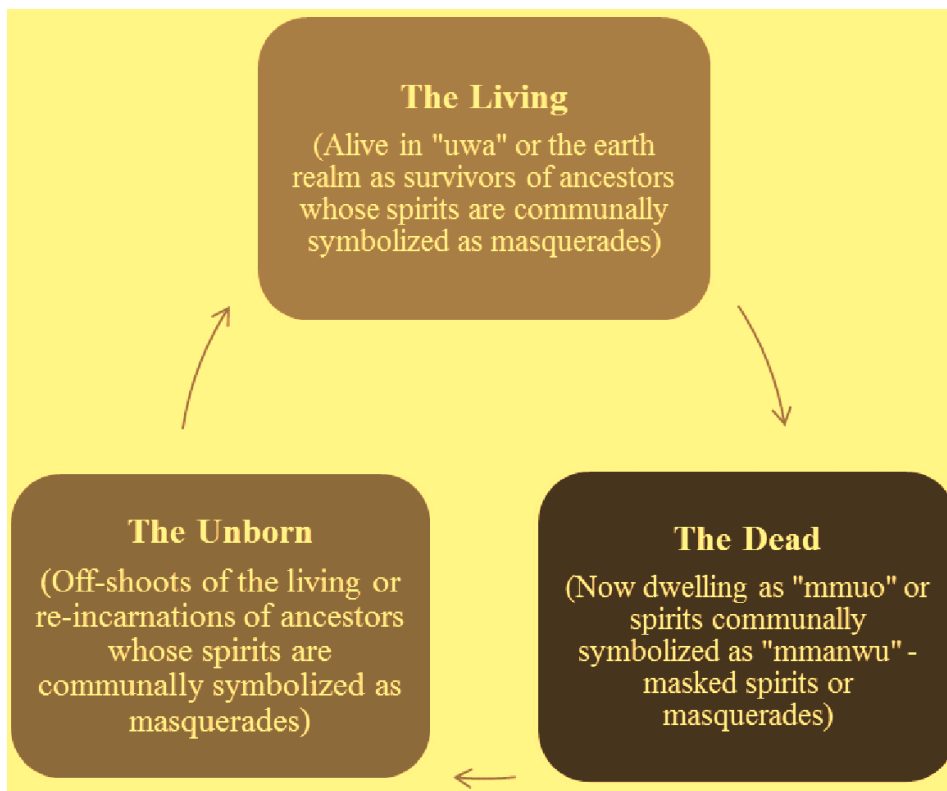 The Living
(Alive in "uwa" or the earth
realm as survivors of ancestors
whose spirits are communally
symbolized as masquerades)
The Unborn
(Off-shoots of the living or
re-incarnations of ancestors
whose spirits are
communally symbolized as
masquerades)
The Dead
(Now dwelling as "mmuo" or
spirits communally
symbolized as "mmanwu" -
masked spirits or
masquerades)